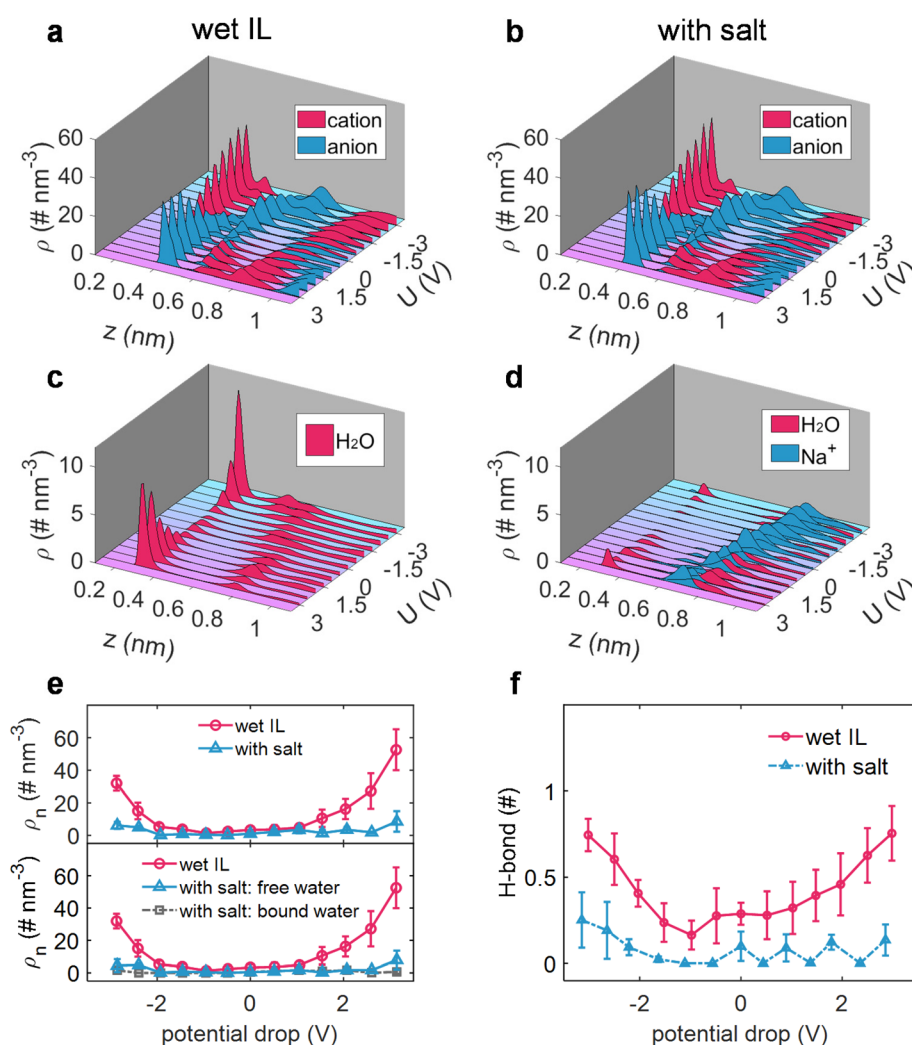 wet IL
with salt
a
b
cation
anion
cation
anion
60
40
20
0
ρ (# nm⁻³)
0.2
0.4
0.6
0.8
1
z (nm)
3
1.5
0
-1.5
-3
U (V)
60
40
20
0
ρ (# nm⁻³)
0.2
0.4
0.6
0.8
1
z (nm)
3
1.5
0
-1.5
-3
U (V)
c
d
H₂O
H₂O
Na⁺
10
5
0
ρ (# nm⁻³)
0.2
0.4
0.6
0.8
1
z (nm)
3
1.5
0
-1.5
-3
U (V)
10
5
0
ρ (# nm⁻³)
0.2
0.4
0.6
0.8
1
z (nm)
3
1.5
0
-1.5
-3
U (V)
e
wet IL
with salt
60
40
20
0
ρₙ (# nm⁻³)
wet IL
with salt: free water
with salt: bound water
60
40
20
0
ρₙ (# nm⁻³)
-2
0
2
potential drop (V)
f
wet IL
with salt
1
0.5
0
H-bond (#)
-2
0
2
potential drop (V)